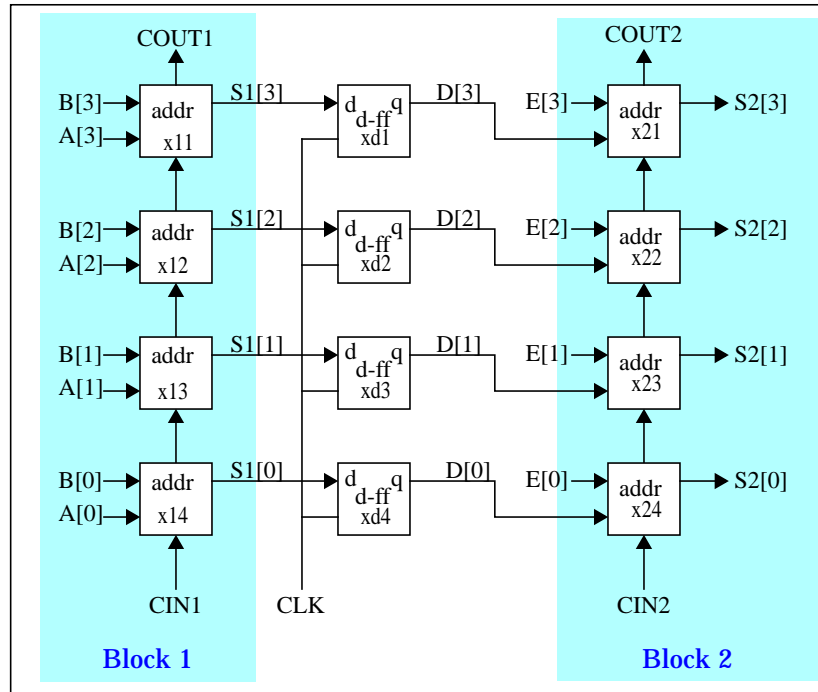 COUT1 COUT2
B[3] addr S1[3] d q D[3] E[3] addr S2[3]
A[3] x11 d-ff xd1 x21
B[2] addr S1[2] d q D[2] E[2] addr S2[2]
A[2] x12 d-ff xd2 x22
B[1] addr S1[1] d q D[1] E[1] addr S2[1]
A[1] x13 d-ff xd3 x23
B[0] addr S1[0] d q D[0] E[0] addr S2[0]
A[0] x14 d-ff xd4 x24
CIN1 CLK CIN2
Block 1 Block 2